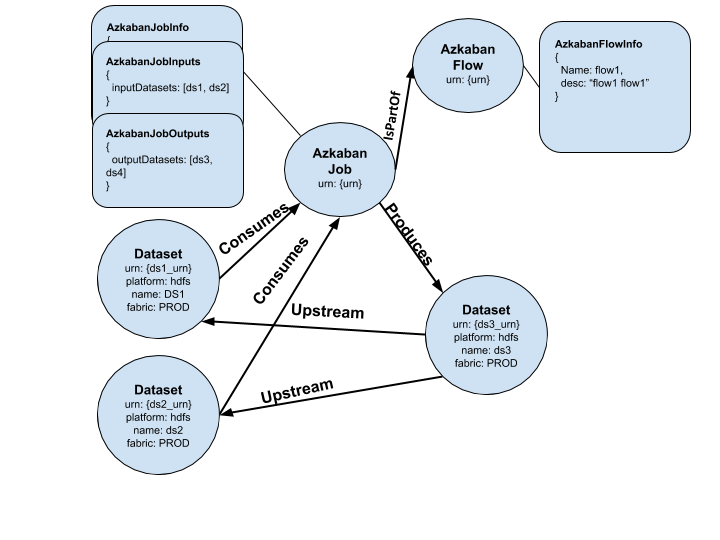 AzkabanJobInfo
{
AzkabanJobInputs
{
inputDatasets: [ds1, ds2]
}
AzkabanJobOutputs
{
outputDatasets: [ds3,
ds4]
}
Azkaban
Flow
urn: {urn}
AzkabanFlowInfo
{
Name: flow1,
desc: “flow1 flow1”
}
IsPartOf
Azkaban
Job
urn: {urn}
Consumes
Produces
Consumes
Dataset
urn: {ds1_urn}
platform: hdfs
name: DS1
fabric: PROD
Upstream
Dataset
urn: {ds3_urn}
platform: hdfs
name: ds3
fabric: PROD
Upstream
Dataset
urn: {ds2_urn}
platform: hdfs
name: ds2
fabric: PROD